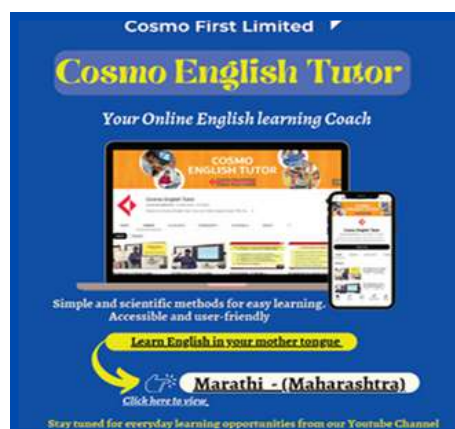 Cosmo First Limited
Cosmo English Tutor
Your Online English learning Coach
COSMO
ENGLISH TUTOR
Cosmo English Tutor
Simple and scientific methods for easy learning.
Accessible and user-friendly
Learn English in your mother tongue
Marathi - (Maharashtra)
Click here to view.
Stay tuned for everyday learning opportunities from our Youtube Channel